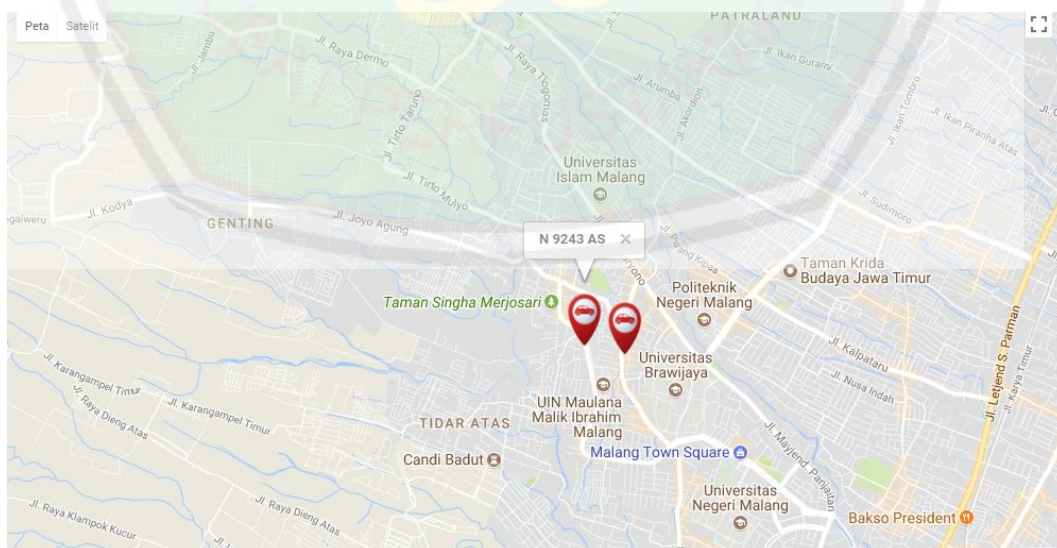 Peta Satelit
PATRALAND
Jl. Jambu
Jl. Raya Dermo
Jl. Raya Tlogomas
Jl. Ikan Gurami
Jl. Arumba
Jl. Akordion
Jl. Ikan Tombro
Jl. Ikan Piranha Atas
Jl. Tirto Taruno
Jl. Tirto Mulyo
Universitas
Islam Malang
Jl. Kodya
GENTING
Jl. Joyo Agung
Jl. Sudimoro
N 9243 AS
Jl. Pisang Kipas
Taman Krida
Budaya Jawa Timur
Politeknik
Negeri Malang
Taman Singha Merjosari
Jl. Letjend S. Parman
Jl. Karya Timur
Jl. Kalpataru
Jl. Nusa Indah
Universitas
Brawijaya
Jl. Karangampel Timur
Jl. Karangampel Timur
Jl. Raya Dieng Atas
UIN Maulana
Malik Ibrahim
Malang
TIDAR ATAS
Candi Badut
Malang Town Square
Jl. Mayjend. Panjaitan
Universitas
Negeri Malang
Bakso President
Jl. Raya Klampok Kucur
Jl. Raya Dieng Atas